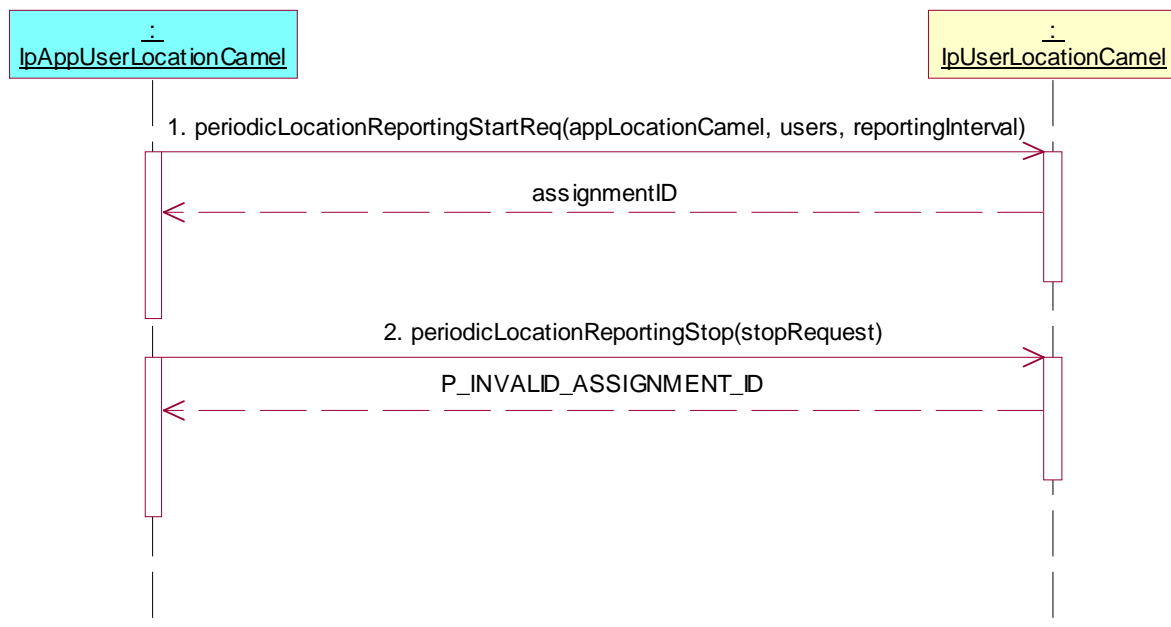 :
IpAppUserLocationCamel
:
IpUserLocationCamel
1. periodicLocationReportingStartReq(appLocationCamel, users, reportingInterval)
assignmentID
2. periodicLocationReportingStop(stopRequest)
P_INVALID_ASSIGNMENT_ID